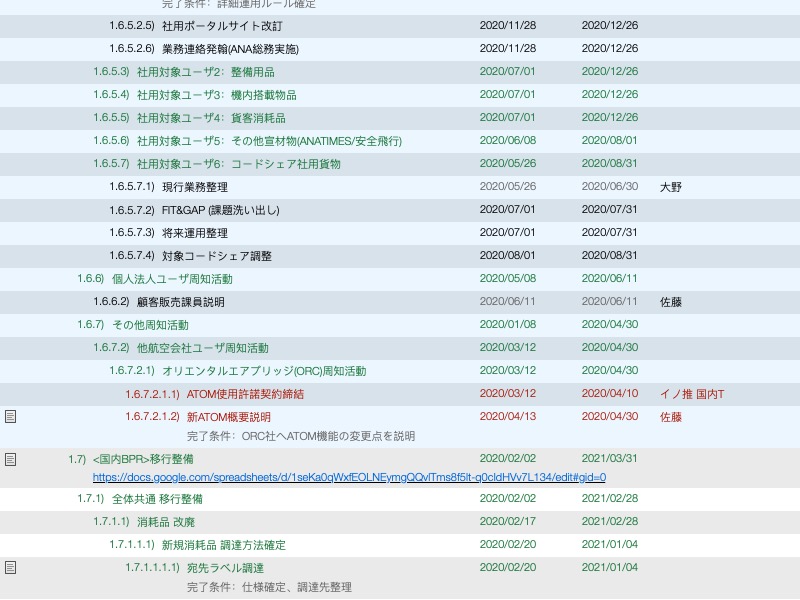 完了条件：詳細運用ルール確定
1.6.5.2.5) 社用ポータルサイト改訂 2020/11/28 2020/12/26
1.6.5.2.6) 業務連絡発翰(ANA総務実施) 2020/11/28 2020/12/26
1.6.5.3) 社用対象ユーザ2：整備用品 2020/07/01 2020/12/26
1.6.5.4) 社用対象ユーザ3：機内搭載物品 2020/07/01 2020/12/26
1.6.5.5) 社用対象ユーザ4：貨客消耗品 2020/07/01 2020/12/26
1.6.5.6) 社用対象ユーザ5：その他宣材物(ANATIMES/安全飛行) 2020/06/08 2020/08/01
1.6.5.7) 社用対象ユーザ6：コードシェア社用貨物 2020/05/26 2020/08/31
1.6.5.7.1) 現行業務整理 2020/05/26 2020/06/30 大野
1.6.5.7.2) FIT&GAP (課題洗い出し) 2020/07/01 2020/07/31
1.6.5.7.3) 将来運用整理 2020/07/01 2020/07/31
1.6.5.7.4) 対象コードシェア調整 2020/08/01 2020/08/31
1.6.6) 個人法人ユーザ周知活動 2020/05/08 2020/06/11
1.6.6.2) 顧客販売課員説明 2020/06/11 2020/06/11 佐藤
1.6.7) その他周知活動 2020/01/08 2020/04/30
1.6.7.2) 他航空会社ユーザ周知活動 2020/03/12 2020/04/30
1.6.7.2.1) オリエンタルエアブリッジ(ORC)周知活動 2020/03/12 2020/04/30
1.6.7.2.1.1) ATOM使用許諾契約締結 2020/03/12 2020/04/10 イノ推 国内T
1.6.7.2.1.2) 新ATOM概要説明 2020/04/13 2020/04/30 佐藤
完了条件：ORC社へATOM機能の変更点を説明
1.7) <国内BPR>移行整備 2020/02/02 2021/03/31
https://docs.google.com/spreadsheets/d/1seKa0qWxfEOLNEymgQQvlTms8f5lt-q0cldHVv7L134/edit#gid=0
1.7.1) 全体共通 移行整備 2020/02/02 2021/02/28
1.7.1.1) 消耗品 改廃 2020/02/17 2021/02/28
1.7.1.1.1) 新規消耗品 調達方法確定 2020/02/20 2021/01/04
1.7.1.1.1.1) 宛先ラベル調達 2020/02/20 2021/01/04
完了条件：仕様確定、調達先整理